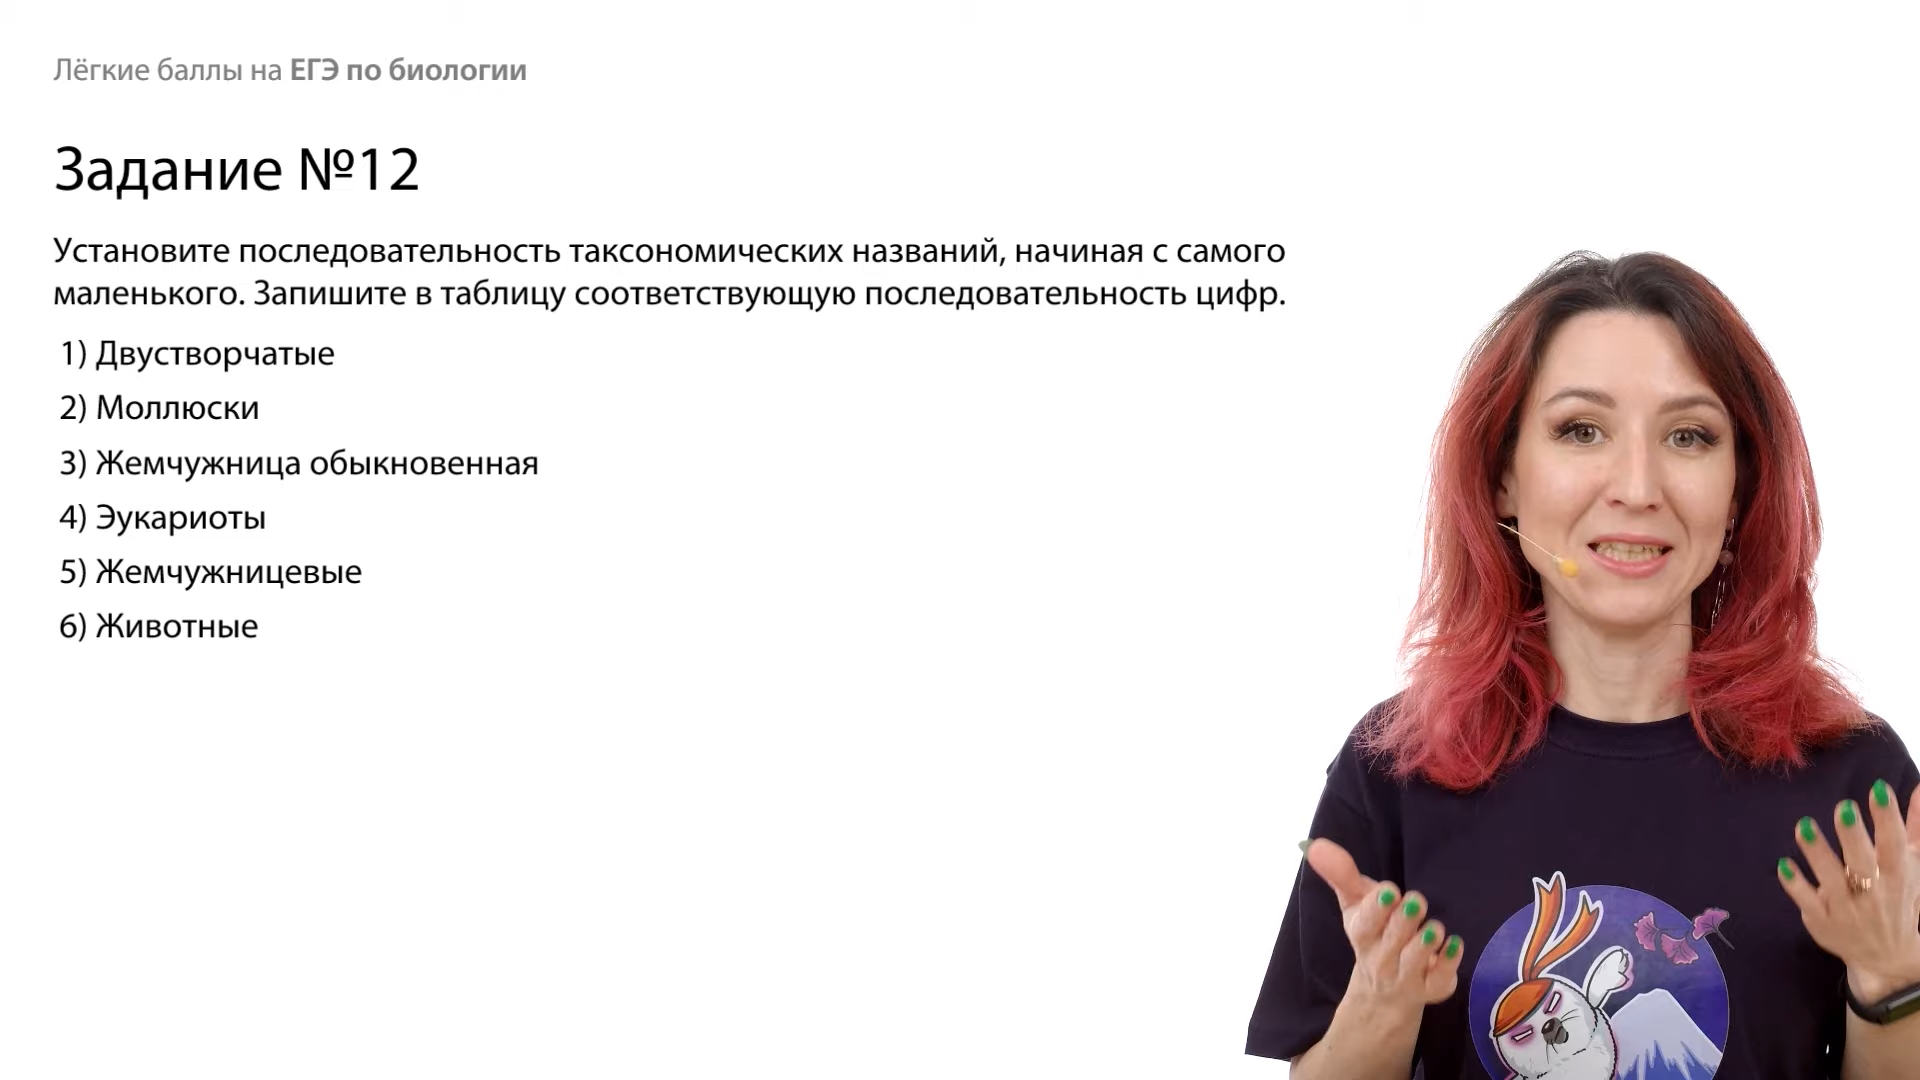 Лёгкие баллы на ЕГЭ по биологии
Задание №12
Установите последовательность таксономических названий, начиная с самого
маленького. Запишите в таблицу соответствующую последовательность цифр.
1) Двустворчатые
2) Моллюски
3) Жемчужница обыкновенная
4) Эукариоты
5) Жемчужницевые
6) Животные